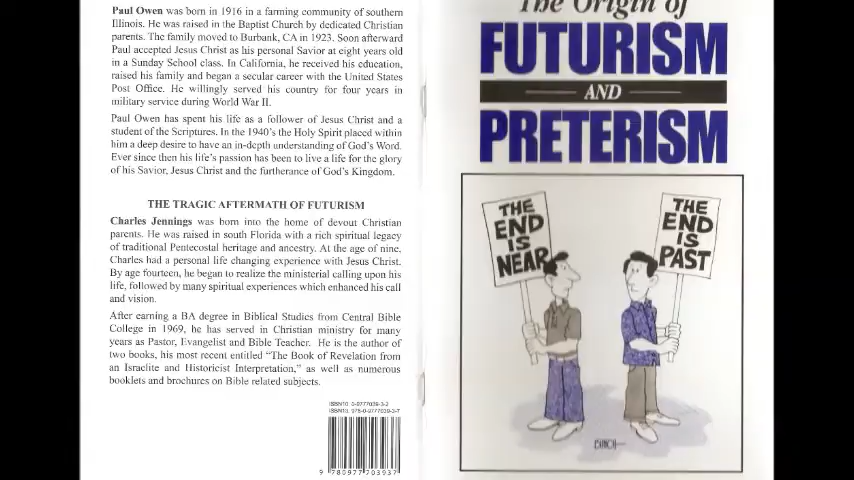 Paul Owen was born in 1916 in a farming community of southern
Illinois. He was raised in the Baptist Church by dedicated Christian
parents. The family moved to Burbank, CA in 1923. Soon afterward
Paul accepted Jesus Christ as his personal Savior at eight years old
in a Sunday School class. In California, he received his education,
raised his family and began a secular career with the United States
Post Office. He willingly served his country for four years in
military service during World War II.
Paul Owen has spent his life as a follower of Jesus Christ and a
student of the Scriptures. In the 1940's the Holy Spirit placed within
him a deep desire to have an in-depth understanding of God's Word.
Ever since then his life's passion has been to live a life for the glory
of his Savior, Jesus Christ and the furtherance of God's Kingdom.
THE TRAGIC AFTERMATH OF FUTURISM
Charles Jennings was born into the home of devout Christian
parents. He was raised in south Florida with a rich spiritual legacy
of traditional Pentecostal heritage and ancestry. At the age of nine,
Charles had a personal life changing experience with Jesus Christ.
By age fourteen, he began to realize the ministerial calling upon his
life, followed by many spiritual experiences which enhanced his call
and vision.
After earning a BA degree in Biblical Studies from Central Bible
College in 1969, he has served in Christian ministry for many
years as Pastor, Evangelist and Bible Teacher. He is the author of
two books, his most recent entitled "The Book of Revelation from
an Israelite and Historicist Interpretation," as well as numerous
booklets and brochures on Bible related subjects.
ISBN10: 0-9777039-3-2
ISBN13: 978-0-9777039-3-7
9 780977 703937
The Origin of
FUTURISM
AND
PRETERISM
THE
END
IS
NEAR
THE
END
IS
PAST